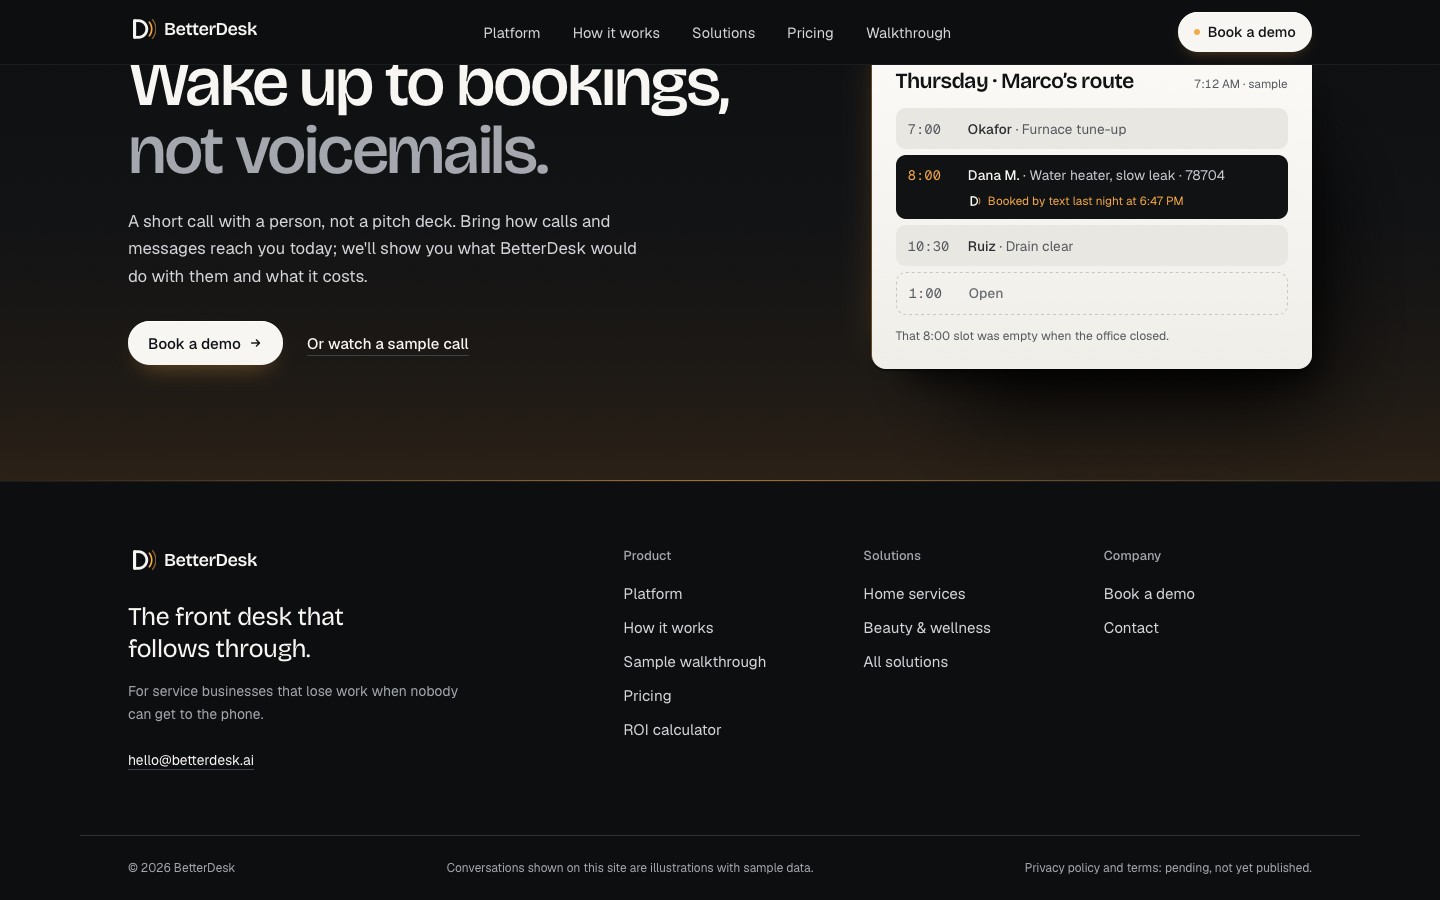 BetterDesk
Platform
How it works
Solutions
Pricing
Walkthrough
Book a demo
Wake up to bookings,
not voicemails.
A short call with a person, not a pitch deck. Bring how calls and
messages reach you today; we'll show you what BetterDesk would
do with them and what it costs.
Book a demo →
Or watch a sample call
Thursday · Marco's route
7:12 AM · sample
7:00 Okafor · Furnace tune-up
8:00 Dana M. · Water heater, slow leak · 78704
Booked by text last night at 6:47 PM
10:30 Ruiz · Drain clear
1:00 Open
That 8:00 slot was empty when the office closed.
BetterDesk
The front desk that
follows through.
For service businesses that lose work when nobody
can get to the phone.
hello@betterdesk.ai
Product
Platform
How it works
Sample walkthrough
Pricing
ROI calculator
Solutions
Home services
Beauty & wellness
All solutions
Company
Book a demo
Contact
© 2026 BetterDesk
Conversations shown on this site are illustrations with sample data.
Privacy policy and terms: pending, not yet published.